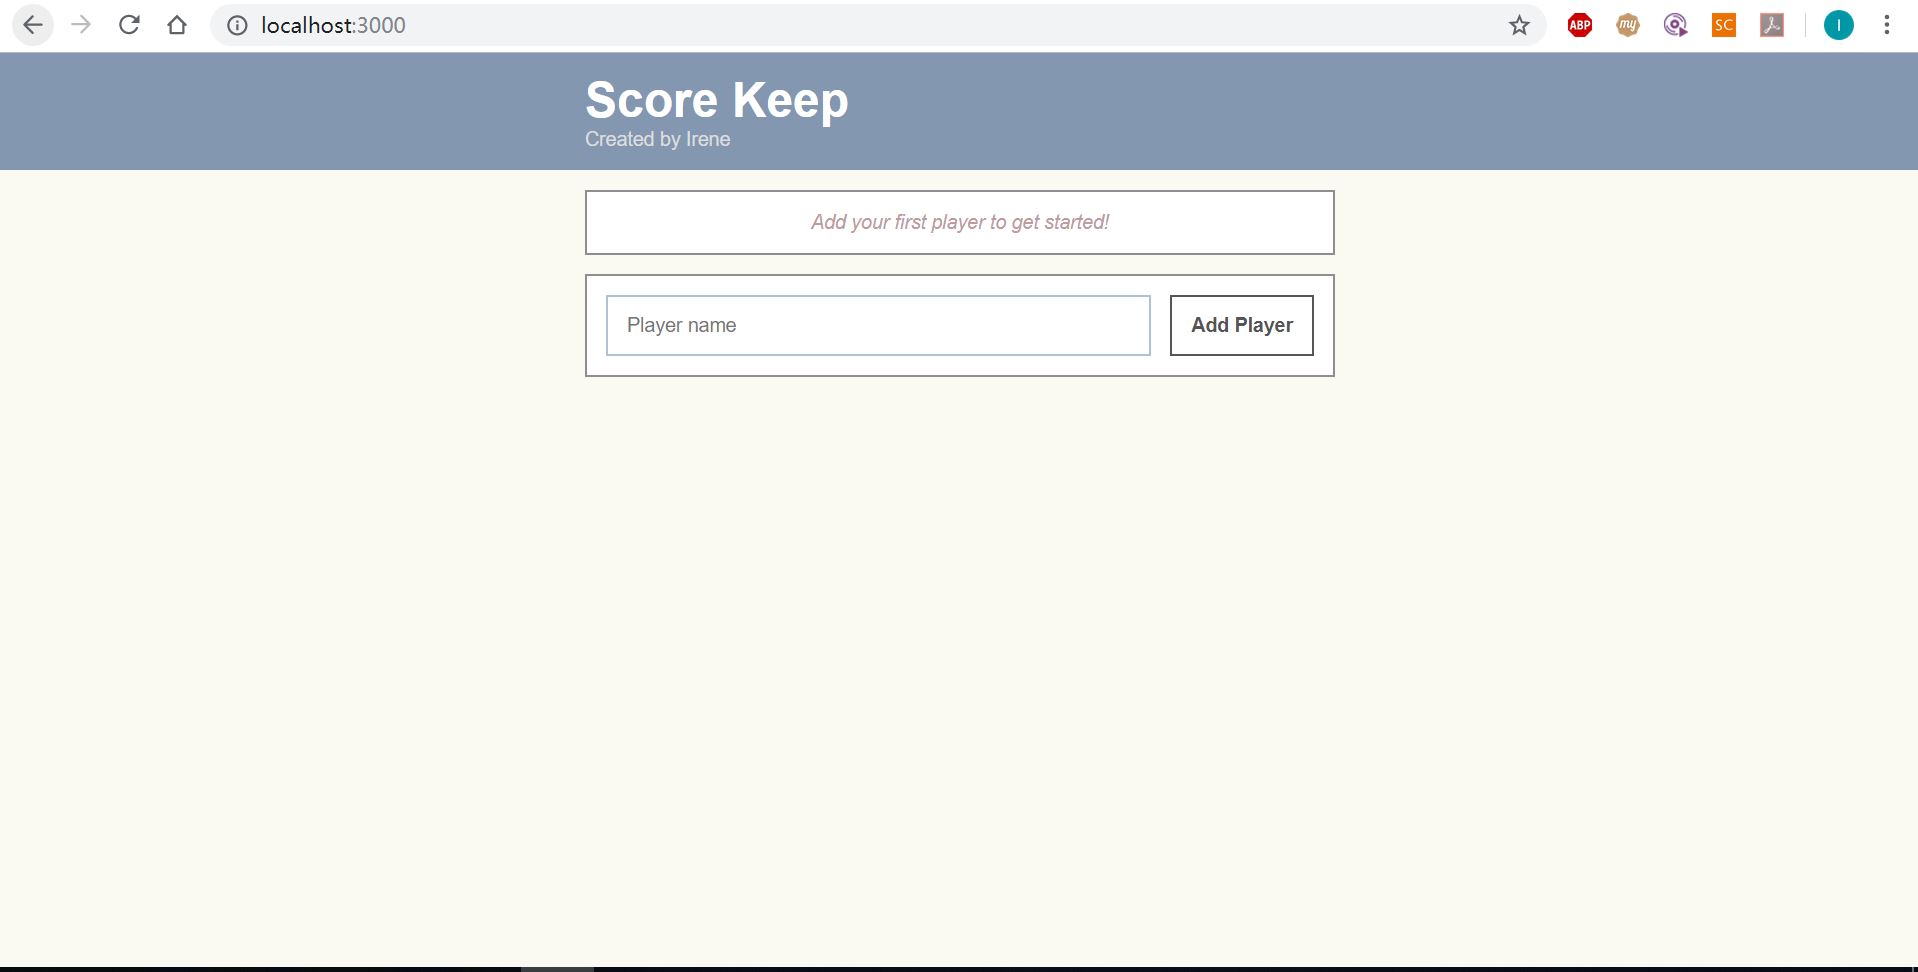 localhost:3000
ABP
my
SC
I
Score Keep
Created by Irene
Add your first player to get started!
Player name
Add Player